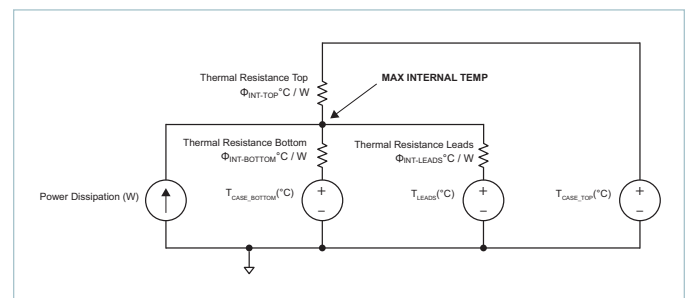 Thermal Resistance Top
MAX INTERNAL TEMP
ΦINT-TOP°C / W
Thermal Resistance Bottom
ΦINT-BOTTOM°C / W
Thermal Resistance Leads
ΦINT-LEADS°C / W
Power Dissipation (W)
TCASE_BOTTOM(°C)
+
–
TLEADS(°C)
+
–
TCASE_TOP(°C)
+
–